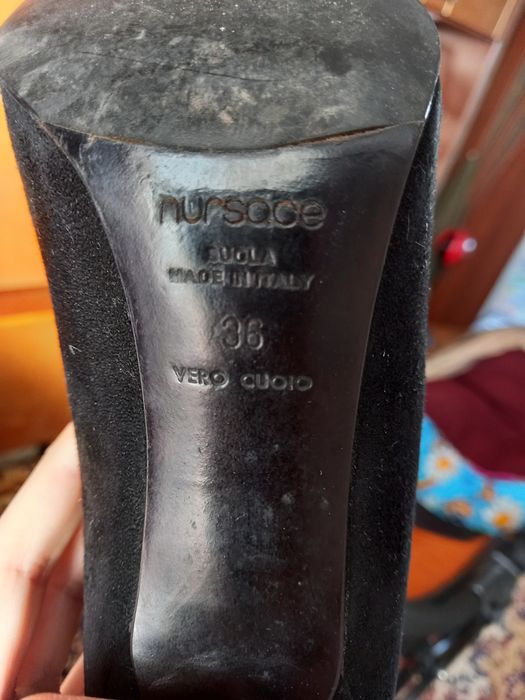 nursace
SUOLA
MADE IN ITALY
36
VERO CUOIO